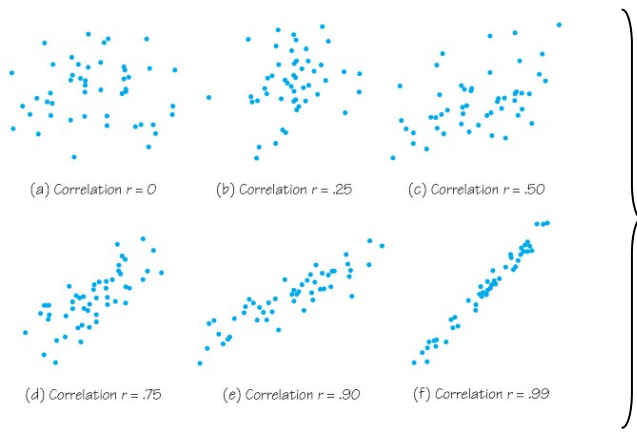 (a) Correlation r = 0
(b) Correlation r = .25
(c) Correlation r = .50
(d) Correlation r = .75
(e) Correlation r = .90
(f) Correlation r = .99